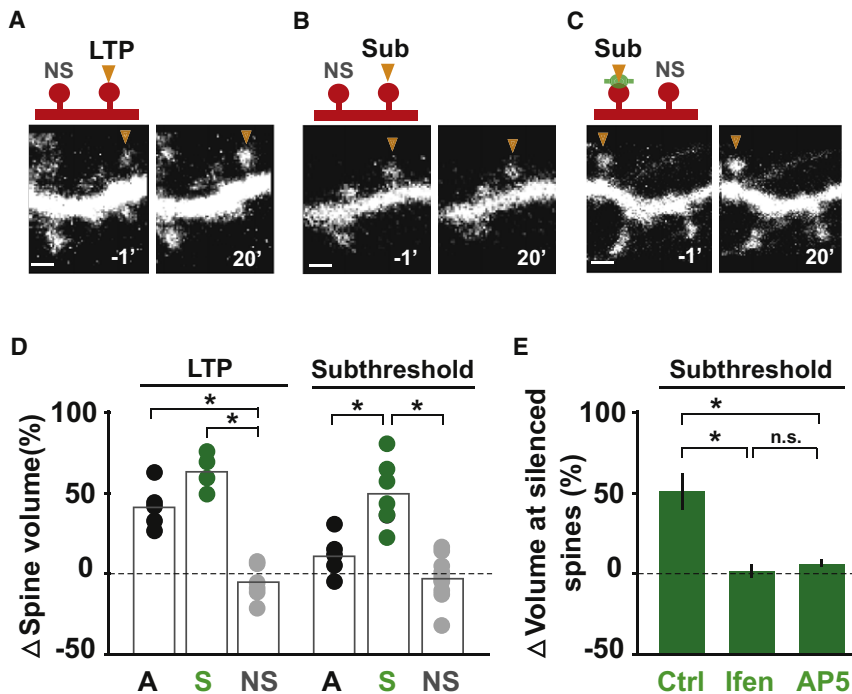 A
LTP
NS
-1’
20’
B
Sub
NS
-1’
20’
C
Sub
NS
-1’
20’
D
LTP
Subthreshold
Δ Spine volume(%)
100
50
0
-50
*
*
*
*
A
S
NS
A
S
NS
E
Subthreshold
Δ Volume at silenced
spines (%)
100
50
0
-50
*
*
n.s.
Ctrl
Ifen
AP5